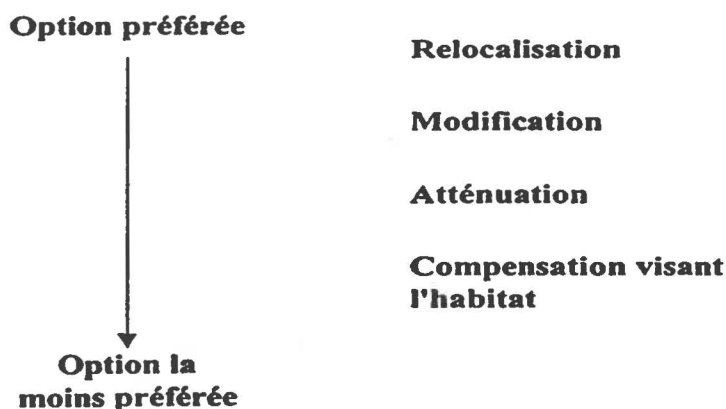 Option préférée
Relocalisation
Modification
Atténuation
Compensation visant
l'habitat
Option la
moins préférée